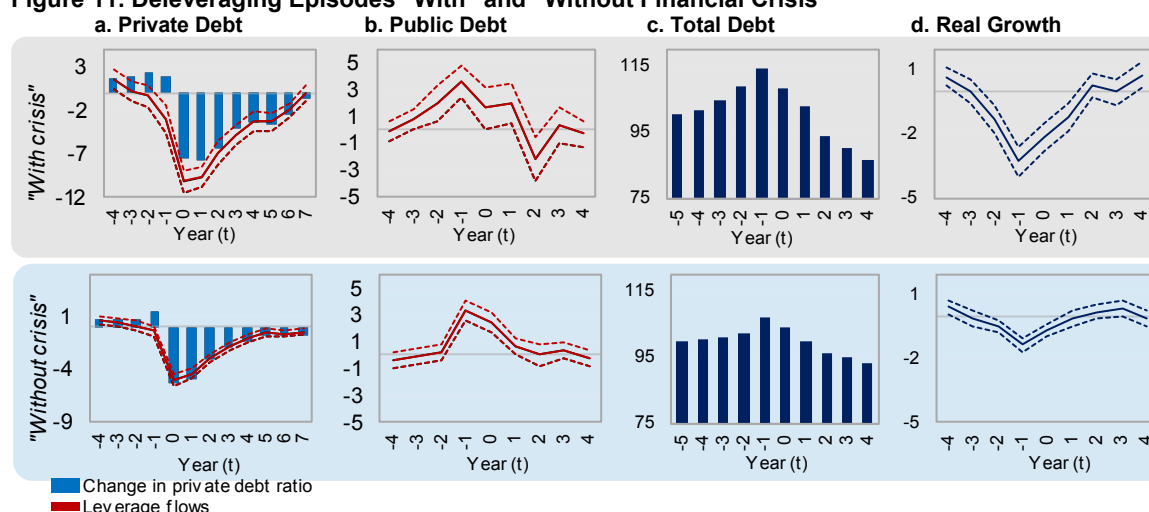 Figure 11. Deleveraging Episodes "With" and "Without Financial Crisis"
a. Private Debt b. Public Debt c. Total Debt d. Real Growth
"With crisis"
3
-2
-7
-12
-4 -3 -2 -1 0 1 2 3 4 5 6 7
Year (t)
5
3
1
-1
-3
-5
-4 -3 -2 -1 0 1 2 3 4
Year (t)
115
95
75
-5 -4 -3 -2 -1 0 1 2 3 4
Year (t)
1
-2
-5
-4 -3 -2 -1 0 1 2 3 4
Year (t)
"Without crisis"
1
-4
-9
-4 -3 -2 -1 0 1 2 3 4 5 6 7
Year (t)
5
3
1
-1
-3
-5
-4 -3 -2 -1 0 1 2 3 4
Year (t)
115
95
75
-5 -4 -3 -2 -1 0 1 2 3 4
Year (t)
1
-2
-5
-4 -3 -2 -1 0 1 2 3 4
Year (t)
Change in private debt ratio
Leverage flows